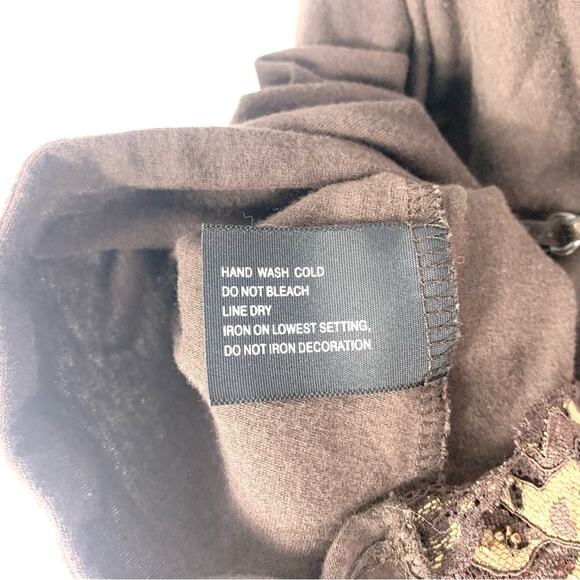 HAND WASH COLD
DO NOT BLEACH
LINE DRY
IRON ON LOWEST SETTING,
DO NOT IRON DECORATION